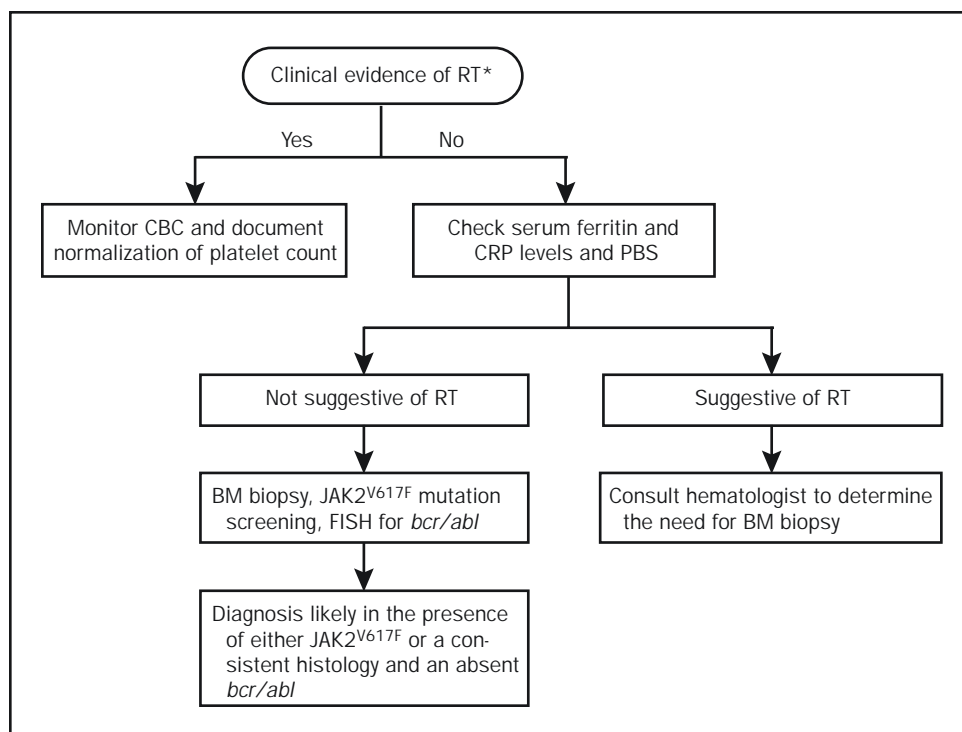 Clinical evidence of RT*
Yes
No
Monitor CBC and document
normalization of platelet count
Check serum ferritin and
CRP levels and PBS
Not suggestive of RT
Suggestive of RT
BM biopsy, JAK2V617F mutation
screening, FISH for bcr/abl
Consult hematologist to determine
the need for BM biopsy
Diagnosis likely in the presence
of either JAK2V617F or a con-
sistent histology and an absent
bcr/abl